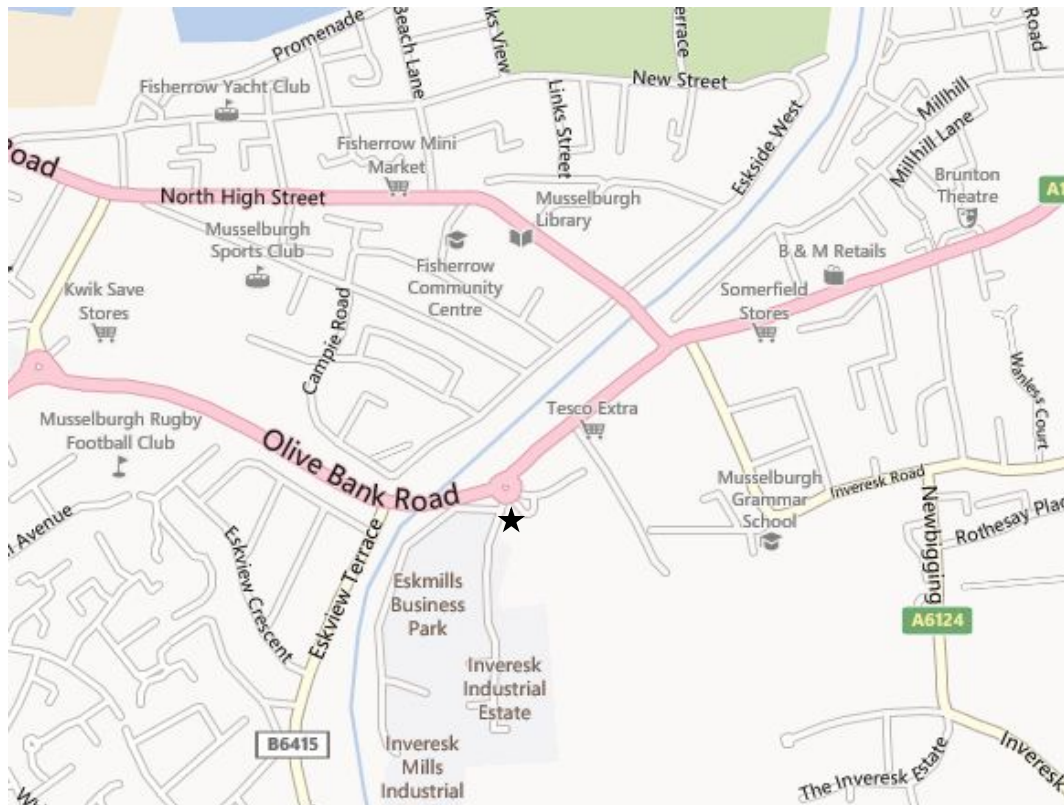 Promenade
Beach Lane
ks View
errace
Road
Fisherrow Yacht Club
New Street
Links Street
Millhill
Millhill Lane
Eskside West
Fisherrow Mini
Market
Road
North High Street
Brunton
Theatre
A1
Musselburgh
Library
Musselburgh
Sports Club
B & M Retails
Fisherrow
Community
Centre
Kwik Save
Stores
Somerfield
Stores
Campie Road
Wanless Court
Tesco Extra
Musselburgh Rugby
Football Club
Olive Bank Road
Musselburgh
Grammar
School
Inveresk Road
Newbigging
Rothesay Plac
Avenue
Eskview Crescent
Eskview Terrace
Eskmills
Business
Park
A6124
Inveresk
Industrial
Estate
B6415
Inveresk
Mills
Industrial
The Inveresk Estate
Inveresk